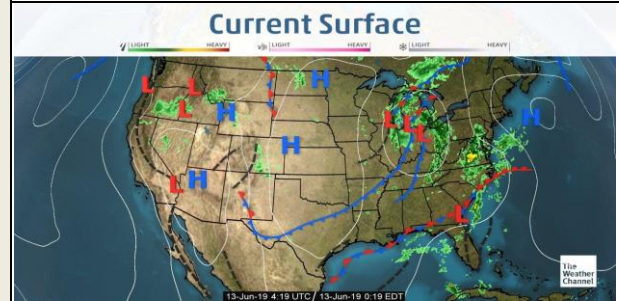 Current Surface
LIGHT HEAVY LIGHT HEAVY LIGHT HEAVY
H
L L
L H L L L H
H
L H
L
The
Weather
Channel
13-Jun-19 4:19 UTC / 13-Jun-19 0:19 EDT